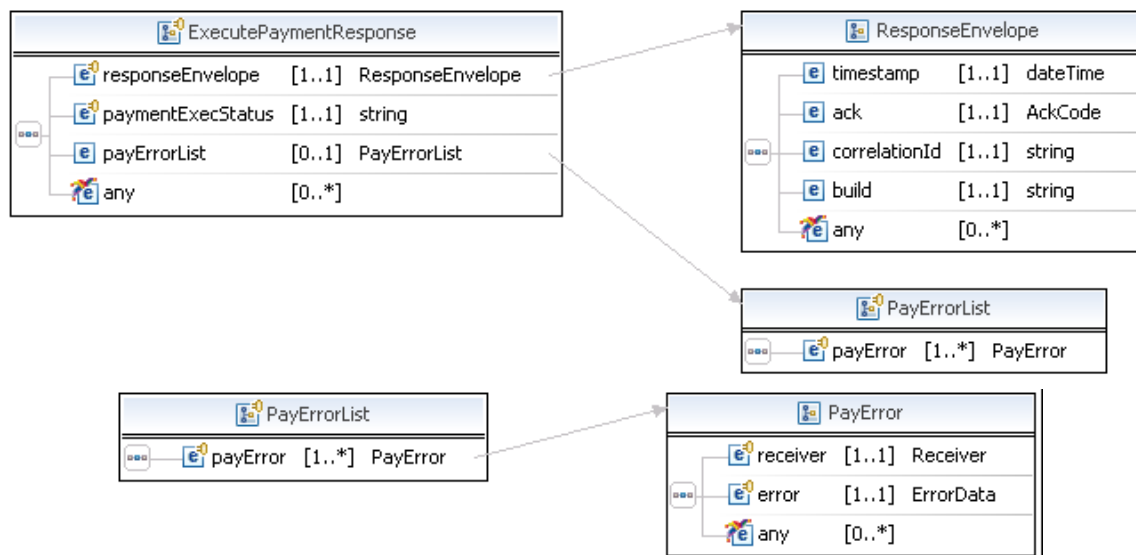 ExecutePaymentResponse
responseEnvelope [1..1] ResponseEnvelope
paymentExecStatus [1..1] string
payErrorList [0..1] PayErrorList
any [0..*]
ResponseEnvelope
timestamp [1..1] dateTime
ack [1..1] AckCode
correlationId [1..1] string
build [1..1] string
any [0..*]
PayErrorList
payError [1..*] PayError
PayErrorList
payError [1..*] PayError
PayError
receiver [1..1] Receiver
error [1..1] ErrorData
any [0..*]